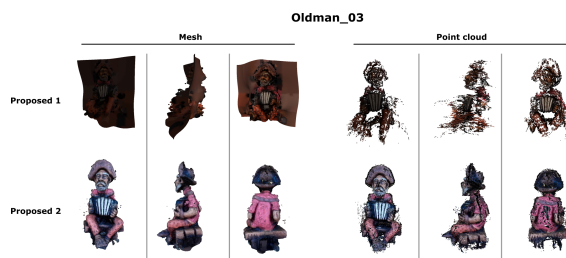 Oldman_03
Mesh
Point cloud
Proposed 1
Proposed 2